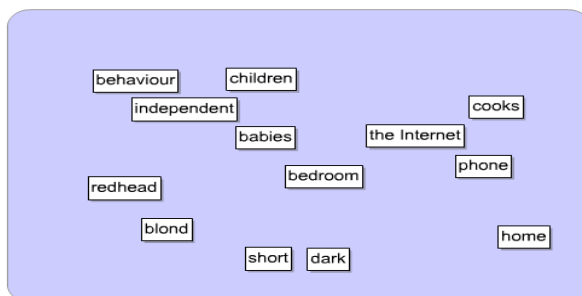 behaviour
children
independent
cooks
babies
the Internet
bedroom
phone
redhead
blond
short
dark
home